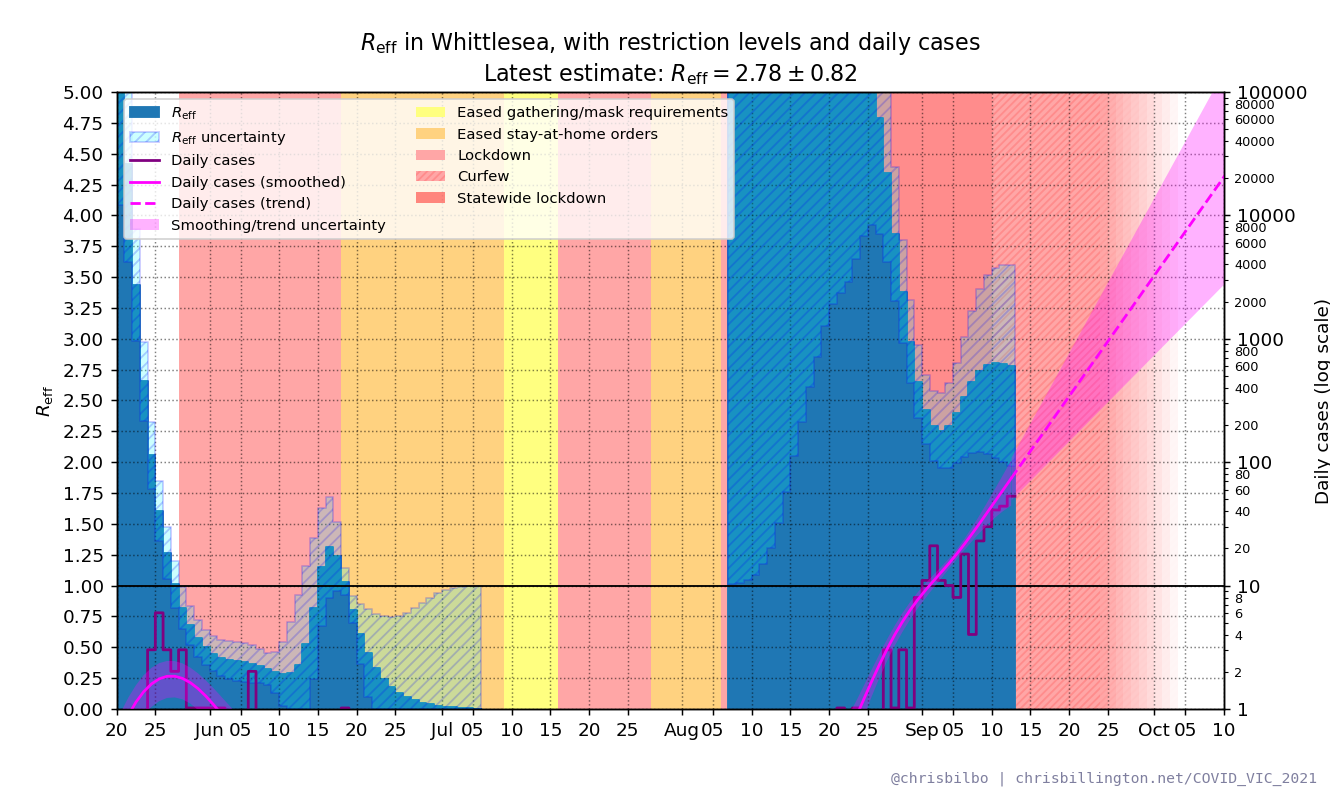 Reff in Whittlesea, with restriction levels and daily cases
Latest estimate: Reff = 2.78 ± 0.82
Reff
Reff uncertainty
Daily cases
Daily cases (smoothed)
Daily cases (trend)
Smoothing/trend uncertainty
Eased gathering/mask requirements
Eased stay-at-home orders
Lockdown
Curfew
Statewide lockdown
Reff
5.00
4.75
4.50
4.25
4.00
3.75
3.50
3.25
3.00
2.75
2.50
2.25
2.00
1.75
1.50
1.25
1.00
0.75
0.50
0.25
0.00
20 25 Jun 05 10 15 20 25 Jul 05 10 15 20 25 Aug 05 10 15 20 25 Sep 05 10 15 20 25 Oct 05 10
100000
80000
60000
40000
20000
10000
8000
6000
4000
2000
1000
800
600
400
200
100
80
60
40
20
10
8
6
4
2
1
Daily cases (log scale)
@chrisbilbo | chrisbillington.net/COVID_VIC_2021